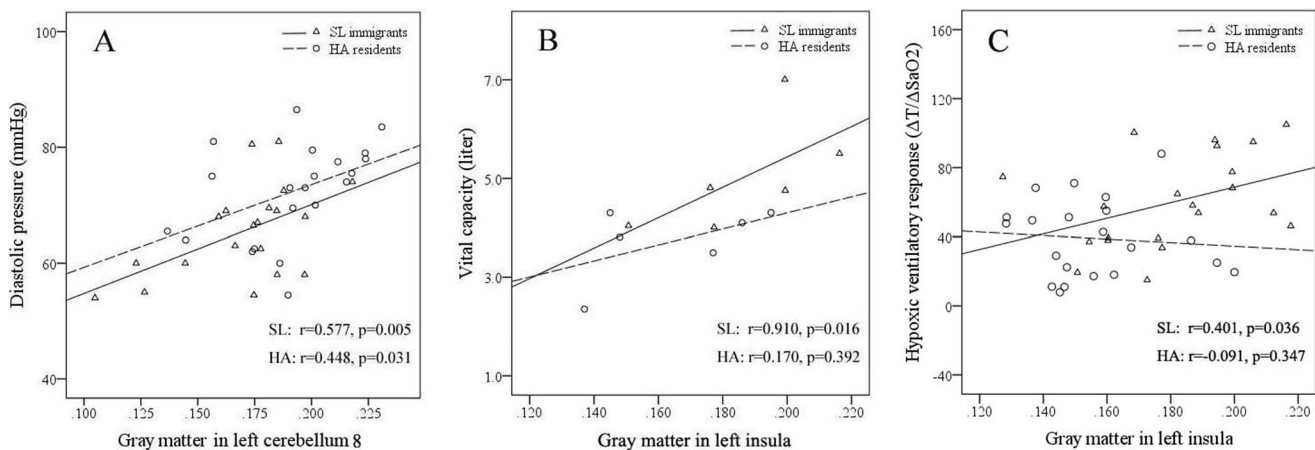 A
SL immigrants
HA residents
Diastolic pressure (mmHg)
100
80
60
40
SL: r=0.577, p=0.005
HA: r=0.448, p=0.031
.100 .125 .150 .175 .200 .225
Gray matter in left cerebellum 8
B
SL immigrants
HA residents
Vital capacity (liter)
7.0
5.0
3.0
1.0
SL: r=0.910, p=0.016
HA: r=0.170, p=0.392
.120 .140 .160 .180 .200 .220
Gray matter in left insula
C
SL immigrants
HA residents
Hypoxic ventilatory response (ΔT/ΔSaO2)
160
120
80
40
0
-40
SL: r=0.401, p=0.036
HA: r=-0.091, p=0.347
.120 .140 .160 .180 .200 .220
Gray matter in left insula